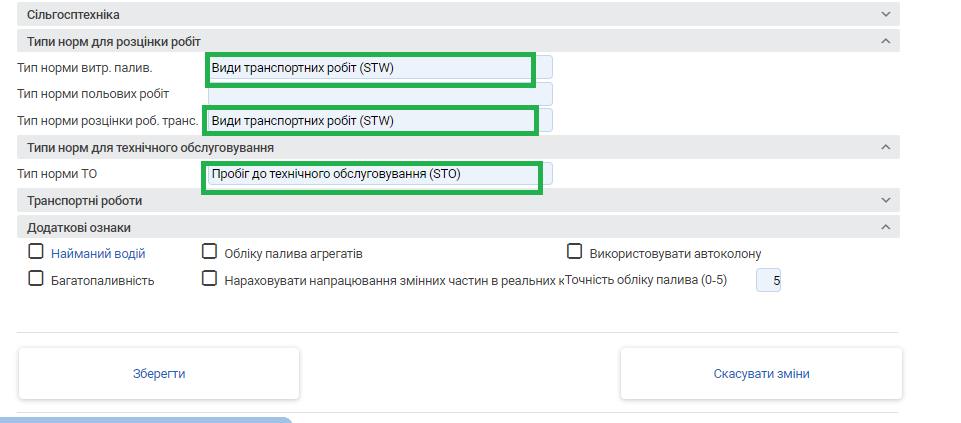 Сільгосптехніка
Типи норм для розцінки робіт
Тип норми витр. палив. Види транспортних робіт (STW)
Тип норми польових робіт
Тип норми розцінки роб. транс. Види транспортних робіт (STW)
Типи норм для технічного обслуговування
Тип норми ТО Пробіг до технічного обслуговування (STO)
Транспортні роботи
Додаткові ознаки
Найманий водій Обліку палива агрегатів Використовувати автоколону
Багатопаливність Нараховувати напрацювання змінних частин в реальних к Точність обліку палива (0-5) 5
Зберегти Скасувати зміни